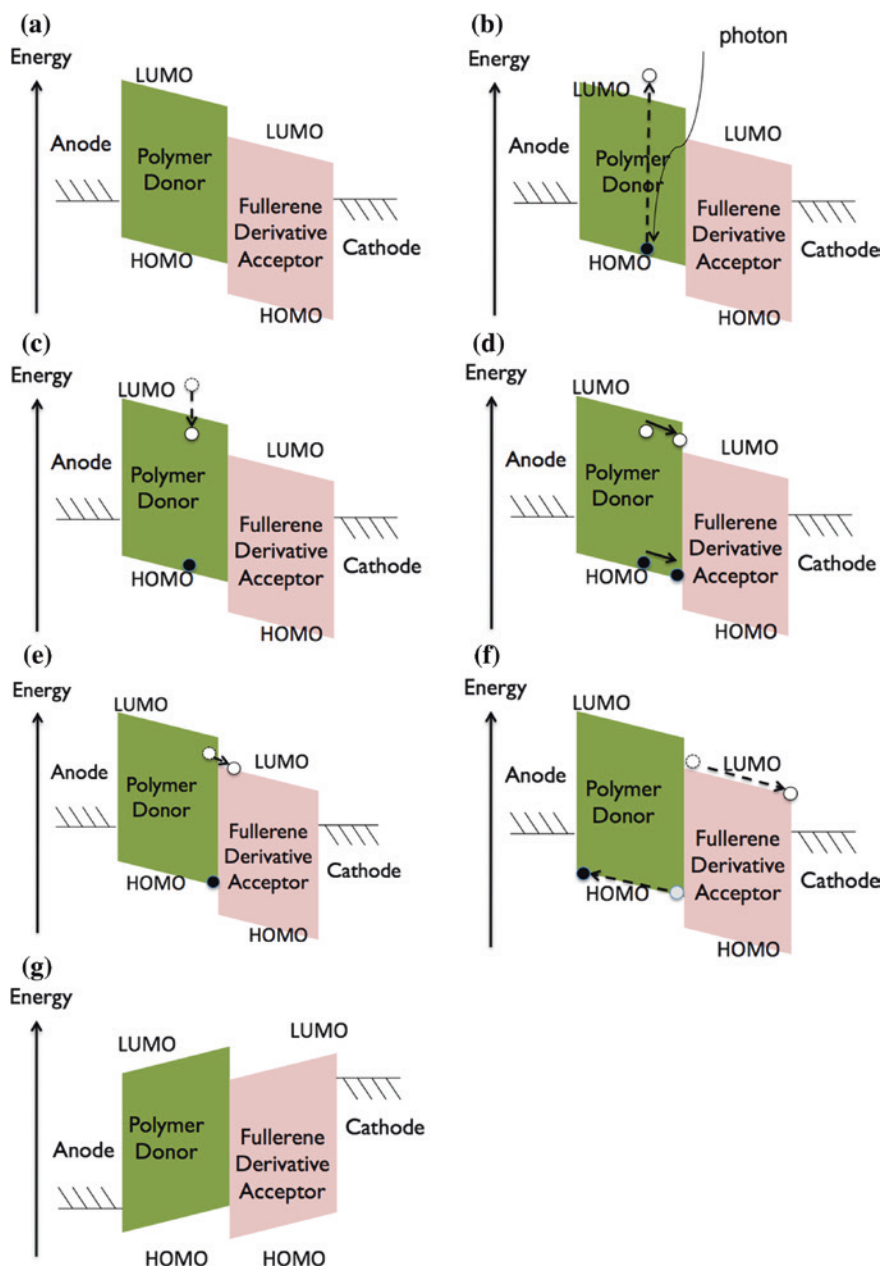 (a)
Energy
LUMO
LUMO
Anode
Polymer
Donor
Fullerene
Derivative
Acceptor
Cathode
HOMO
HOMO
(b)
photon
Energy
LUMO
LUMO
Anode
Polymer
Donor
Fullerene
Derivative
Acceptor
Cathode
HOMO
HOMO
(c)
Energy
LUMO
LUMO
Anode
Polymer
Donor
Fullerene
Derivative
Acceptor
Cathode
HOMO
HOMO
(d)
Energy
LUMO
LUMO
Anode
Polymer
Donor
Fullerene
Derivative
Acceptor
Cathode
HOMO
HOMO
(e)
Energy
LUMO
LUMO
Anode
Polymer
Donor
Fullerene
Derivative
Acceptor
Cathode
HOMO
HOMO
(f)
Energy
LUMO
LUMO
Anode
Polymer
Donor
Fullerene
Derivative
Acceptor
Cathode
HOMO
HOMO
(g)
Energy
LUMO
LUMO
Anode
Polymer
Donor
Fullerene
Derivative
Acceptor
Cathode
HOMO
HOMO